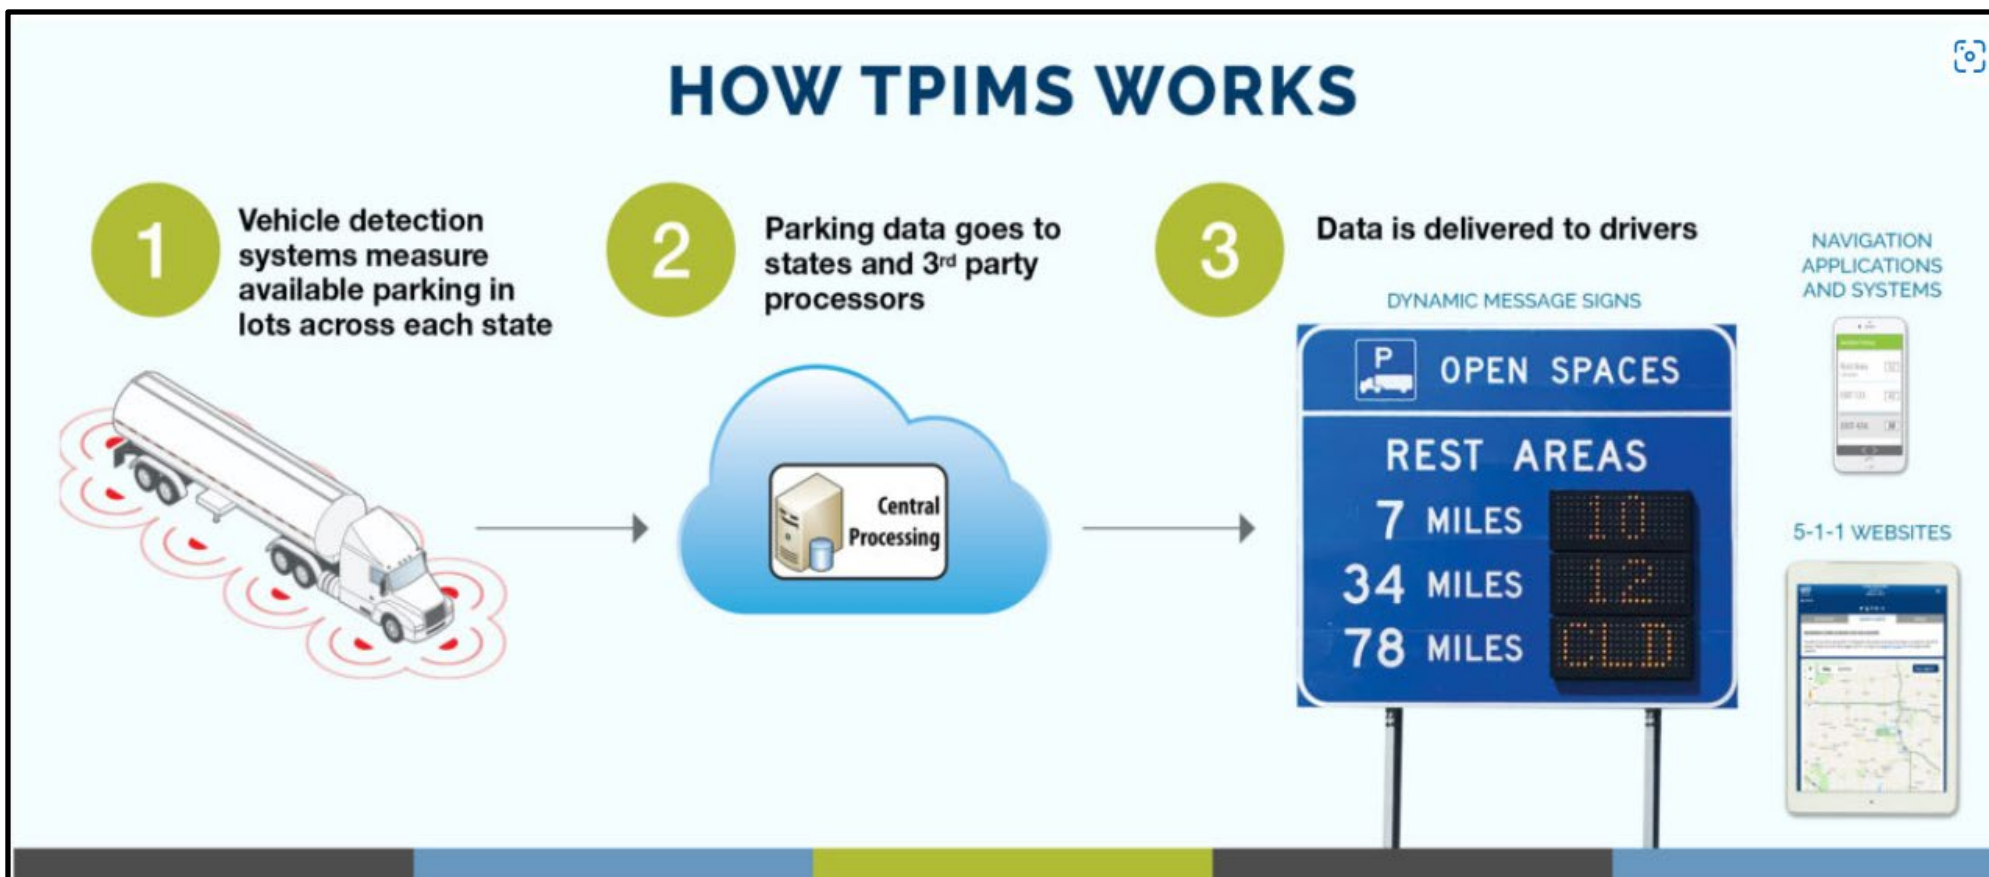 HOW TPIMS WORKS
1
Vehicle detection
systems measure
available parking in
lots across each state
2
Parking data goes to
states and 3rd party
processors
Central
Processing
3
Data is delivered to drivers
DYNAMIC MESSAGE SIGNS
P
OPEN SPACES
REST AREAS
7 MILES 10
34 MILES 12
78 MILES CLD
NAVIGATION
APPLICATIONS
AND SYSTEMS
5-1-1 WEBSITES